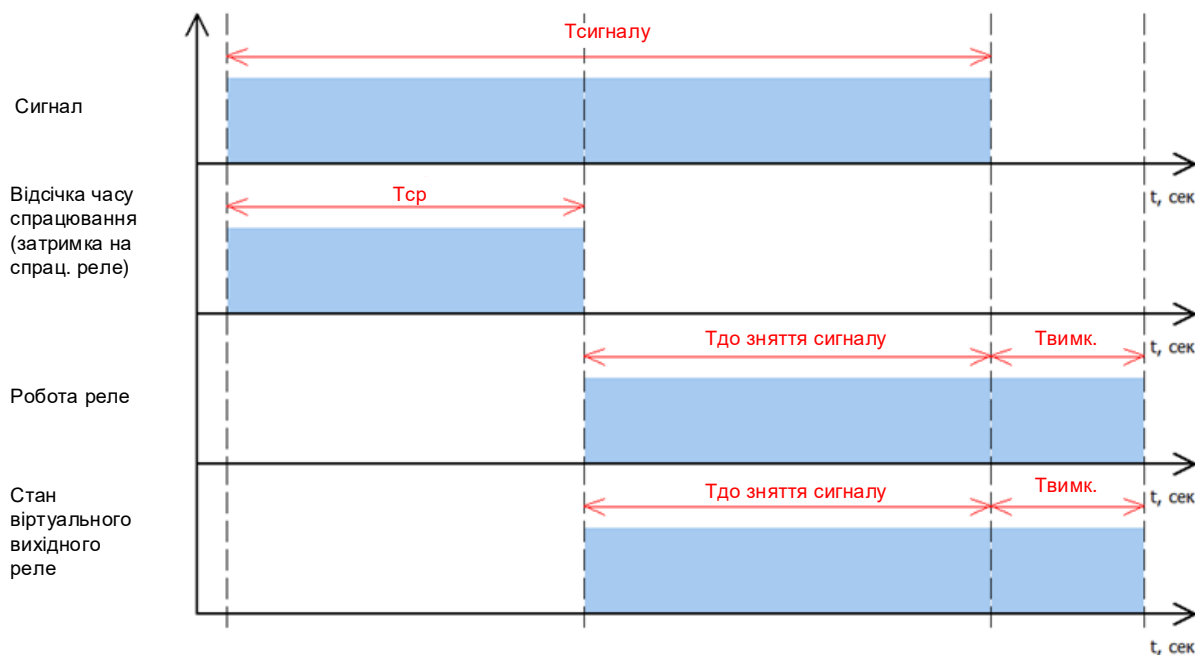 Тсигналу
Сигнал
t, сек
Відсічка часу
спрацювання
(затримка на
спрац. реле)
Тср
t, сек
Тдо зняття сигналу
Твимк.
Робота реле
t, сек
Тдо зняття сигналу
Твимк.
Стан
віртуального
вихідного
реле
t, сек